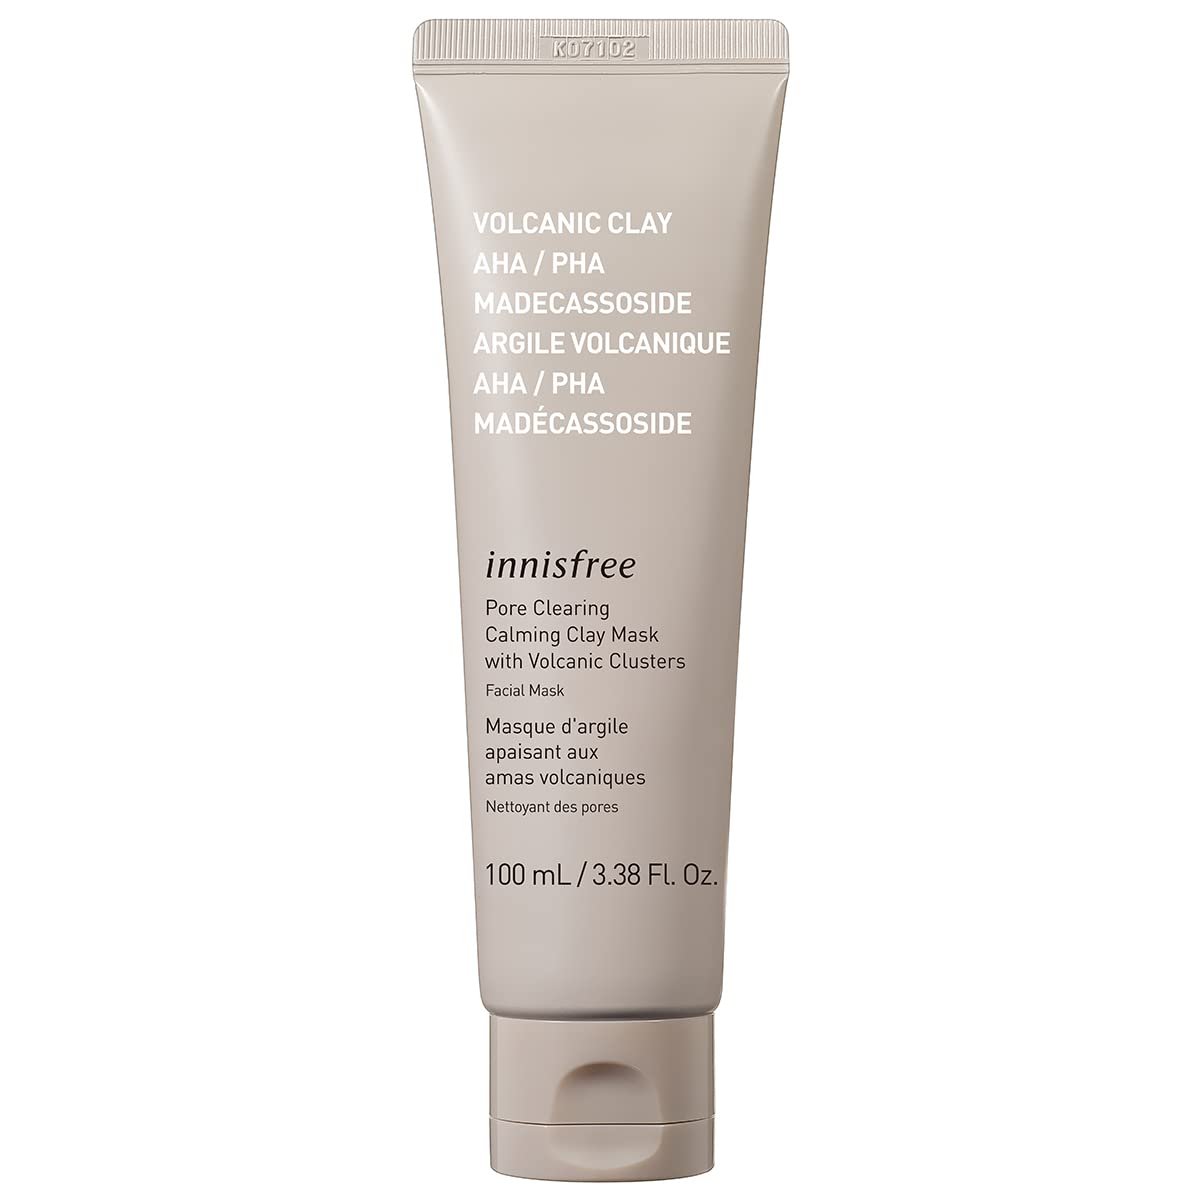 K07102
VOLCANIC CLAY
AHA / PHA
MADECASSOSIDE
ARGILE VOLCANIQUE
AHA / PHA
MADÉCASSOSIDE
innisfree
Pore Clearing
Calming Clay Mask
with Volcanic Clusters
Facial Mask
Masque d'argile
apaisant aux
amas volcaniques
Nettoyant des pores
100 mL / 3.38 Fl. Oz.